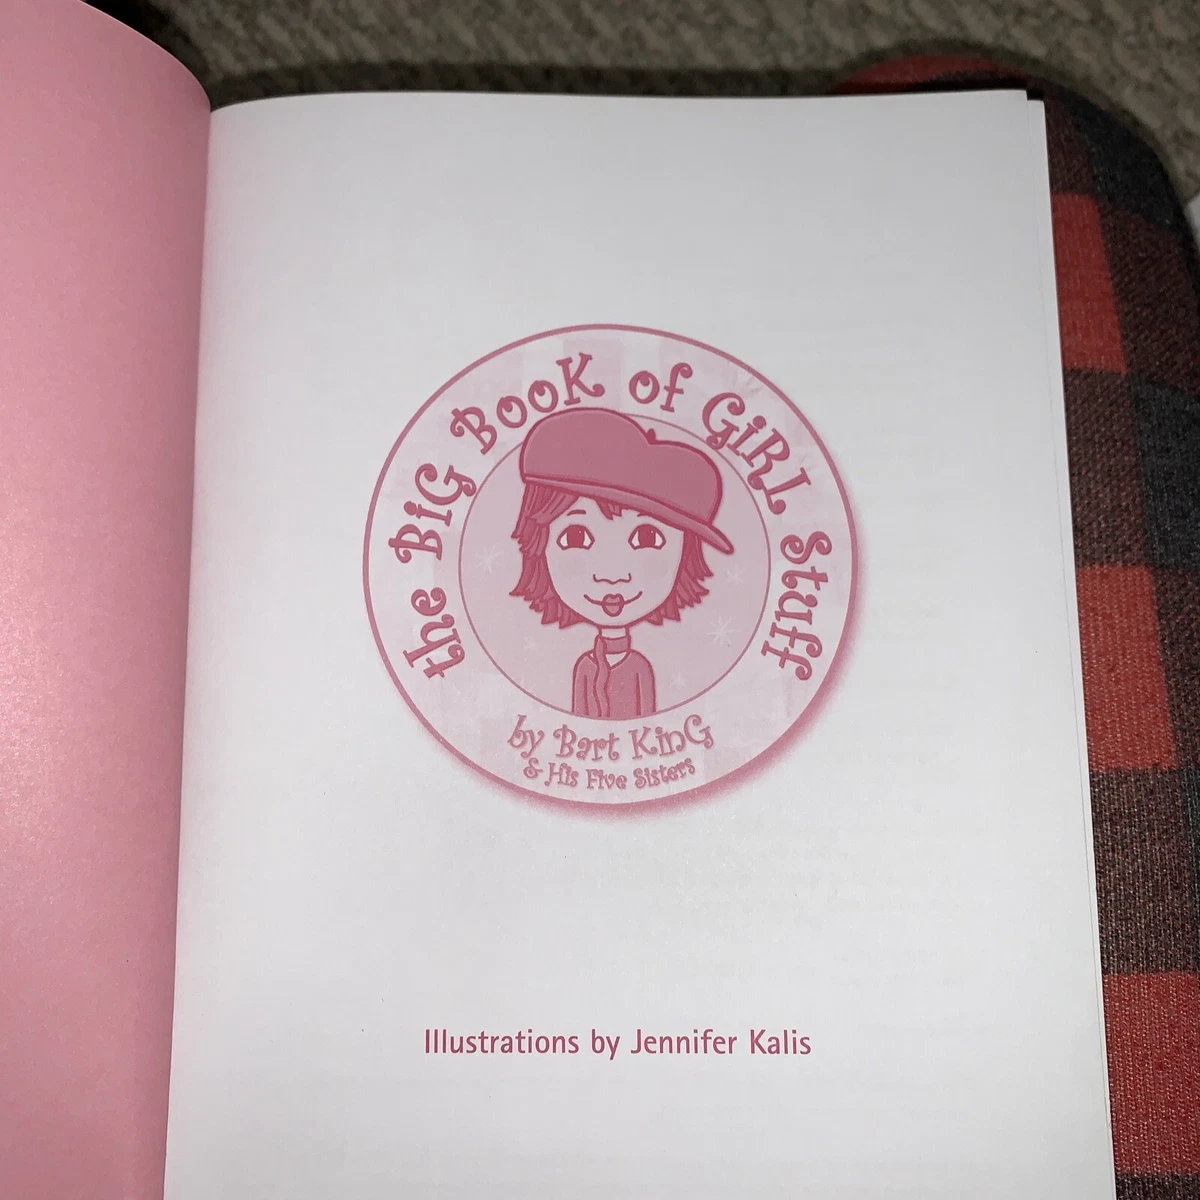 the BiG BooK of GiRL Stuff
by Bart KinG
& His Five Sisters
Illustrations by Jennifer Kalis